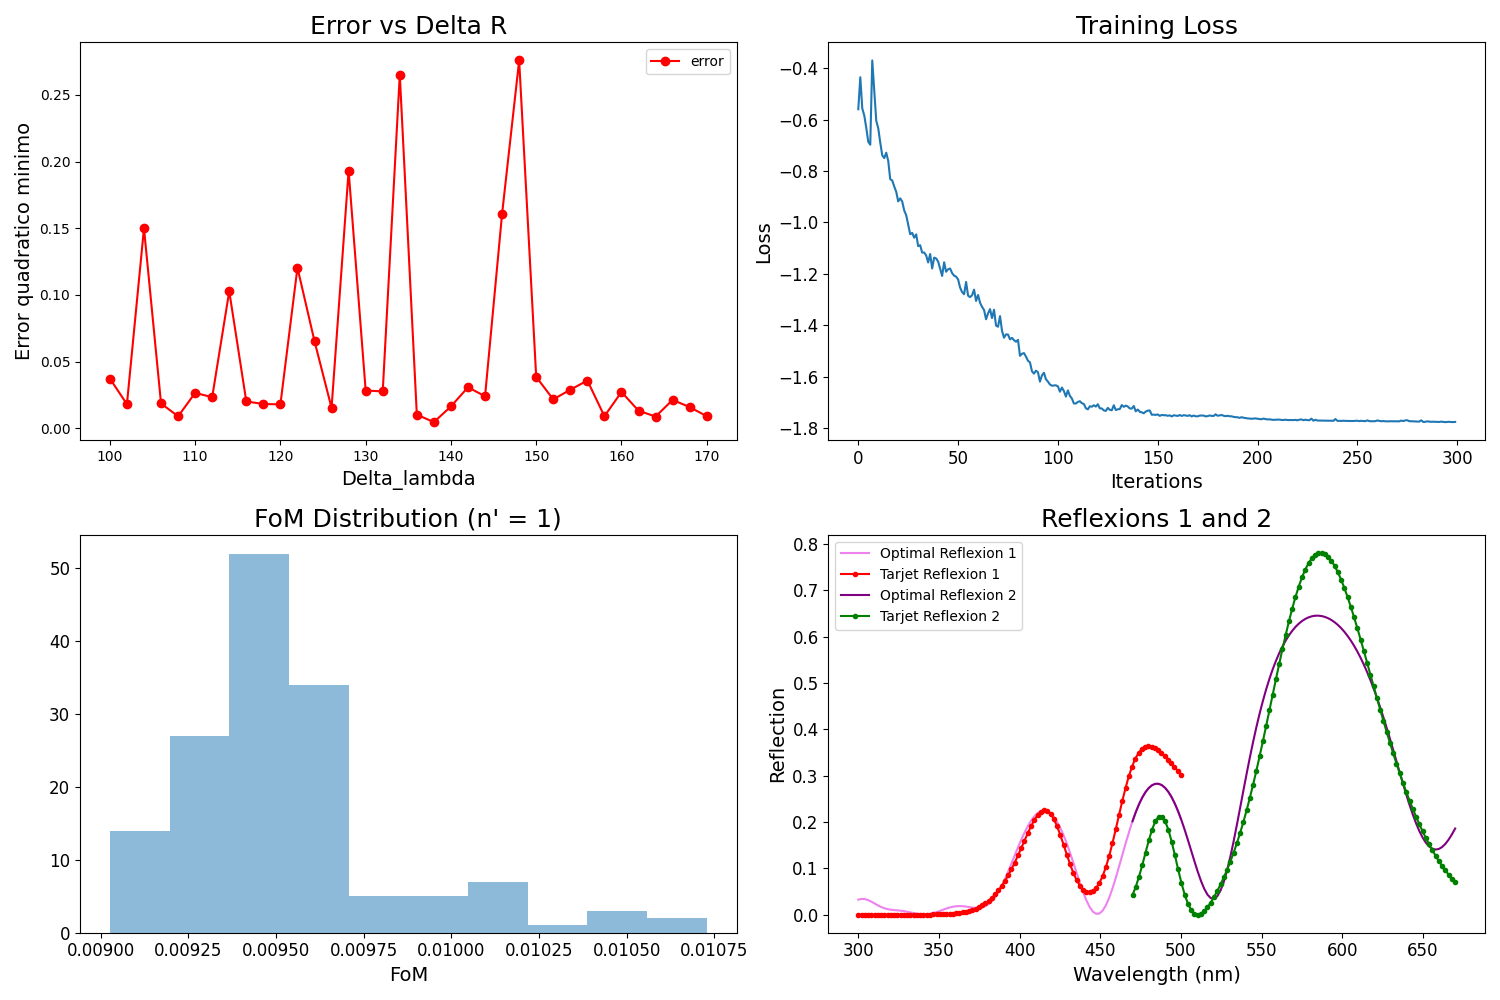 Error vs Delta R
error
Error quadratico minimo
0.25
0.20
0.15
0.10
0.05
0.00
100 110 120 130 140 150 160 170
Delta_lambda
Training Loss
Loss
−0.4
−0.6
−0.8
−1.0
−1.2
−1.4
−1.6
−1.8
0 50 100 150 200 250 300
Iterations
FoM Distribution (n' = 1)
50
40
30
20
10
0
0.00900 0.00925 0.00950 0.00975 0.01000 0.01025 0.01050 0.01075
FoM
Reflexions 1 and 2
Optimal Reflexion 1
Tarjet Reflexion 1
Optimal Reflexion 2
Tarjet Reflexion 2
Reflection
0.8
0.7
0.6
0.5
0.4
0.3
0.2
0.1
0.0
300 350 400 450 500 550 600 650
Wavelength (nm)